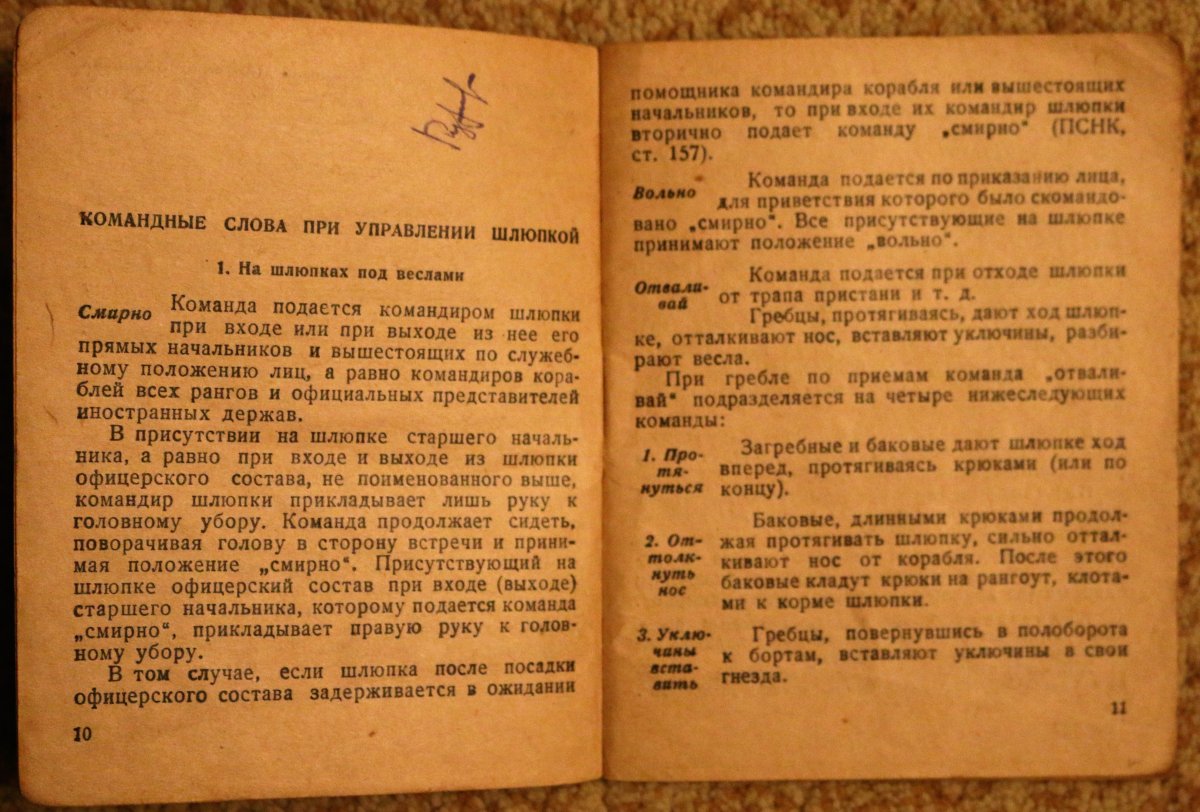 КОМАНДНЫЕ СЛОВА ПРИ УПРАВЛЕНИИ ШЛЮПКОЙ
1. На шлюпках под веслами
Смирно Команда подается командиром шлюпки
при входе или при выходе из нее его
прямых начальников и вышестоящих по служеб-
ному положению лиц, а равно командиров кора-
блей всех рангов и официальных представителей
иностранных держав.
В присутствии на шлюпке старшего началь-
ника, а равно при входе и выходе из шлюпки
офицерского состава, не поименованного выше,
командир шлюпки прикладывает лишь руку к
головному убору. Команда продолжает сидеть,
поворачивая голову в сторону встречи и прини-
мая положение „смирно“. Присутствующий на
шлюпке офицерский состав при входе (выходе)
старшего начальника, которому подается команда
„смирно“, прикладывает правую руку к голов-
ному убору.
В том случае, если шлюпка после посадки
офицерского состава задерживается в ожидании
10
помощника командира корабля или вышестоящих
начальников, то при входе их командир шлюпки
вторично подает команду „смирно“ (ПСНК,
ст. 157).
Вольно Команда подается по приказанию лица,
для приветствия которого было скомандо-
вано „смирно“. Все присутствующие на шлюпке
принимают положение „вольно“.
Отвали-
вай
Команда подается при отходе шлюпки
от трапа пристани и т. д.
Гребцы, протягиваясь, дают ход шлюп-
ке, отталкивают нос, вставляют уключины, разби-
рают весла.
При гребле по приемам команда „отвали-
вай“ подразделяется на четыре нижеследующих
команды:
1. Про-
тя-
нуться
Загребные и баковые дают шлюпке ход
вперед, протягиваясь крюками (или по
концу).
2. От-
толк-
нуть
нос
Баковые, длинными крюками продол-
жая протягивать шлюпку, сильно оттал-
кивают нос от корабля. После этого
баковые кладут крюки на рангоут, клота-
ми к корме шлюпки.
3. Уклю-
чины
вста-
вить
Гребцы, повернувшись в полоборота
к бортам, вставляют уключины в свои
гнезда.
11